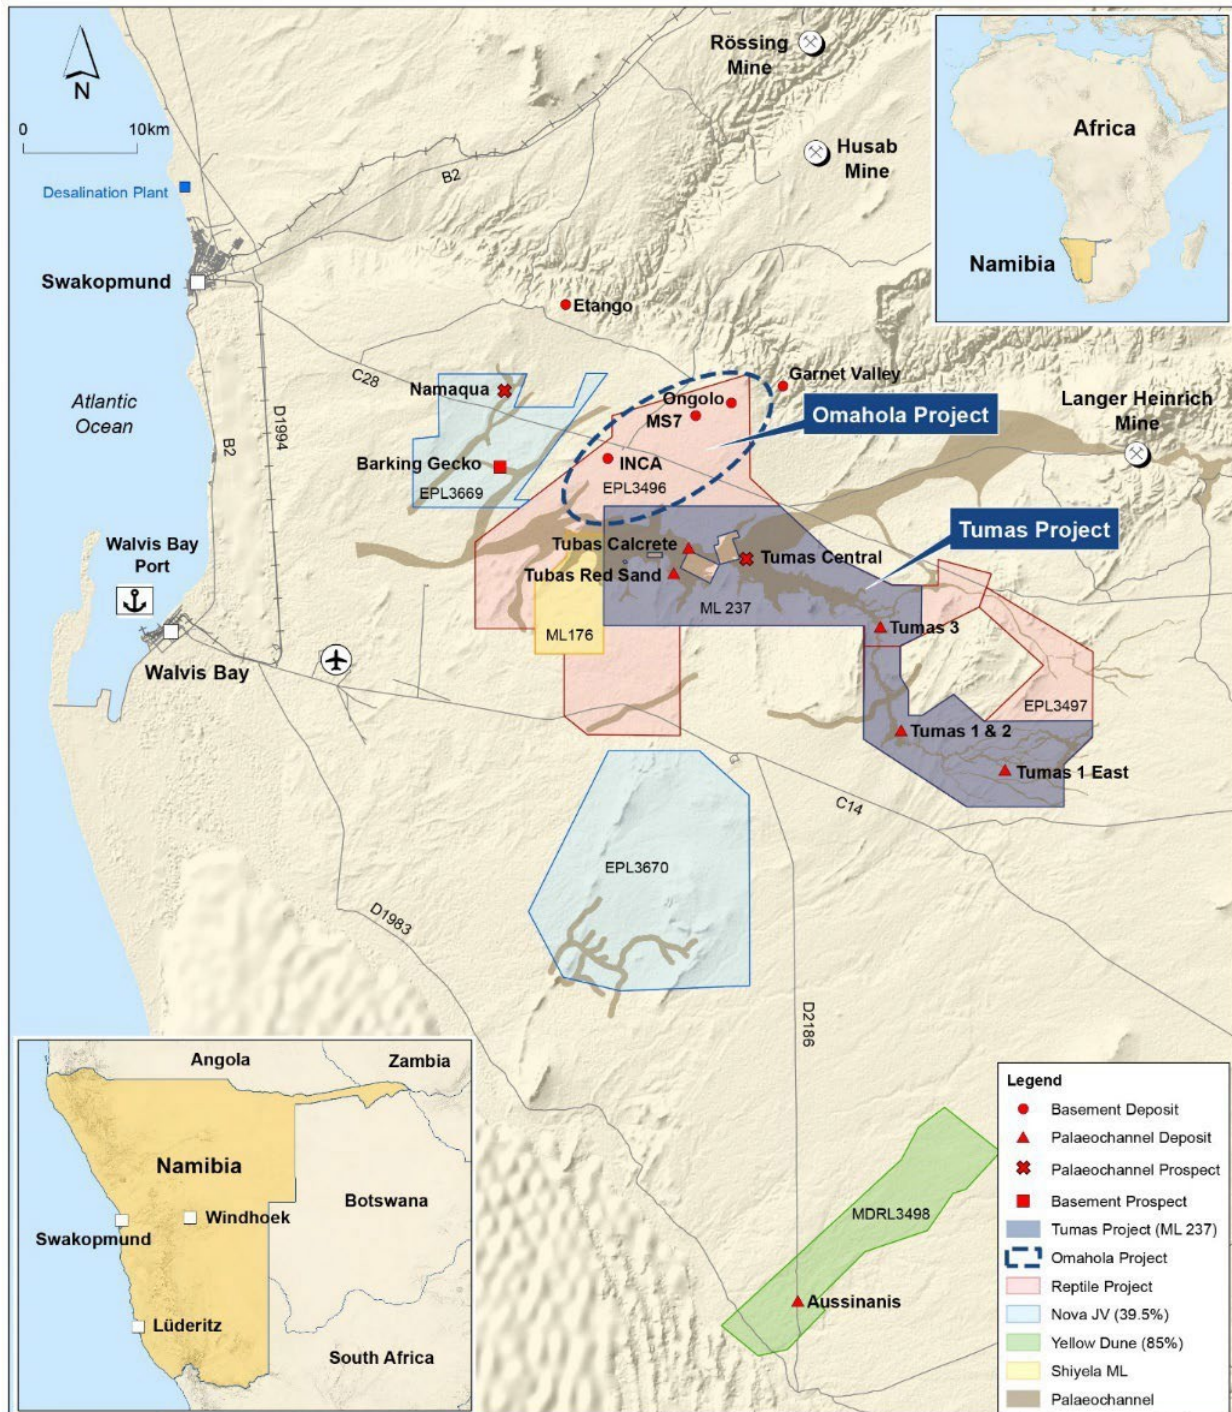 Rössing
Mine
N
0
10km
Husab
Mine
Africa
Namibia
Desalination Plant
B2
Swakopmund
Etango
C28
Namaqua
Garnet Valley
Ongolo
MS7
Omahola Project
Langer Heinrich
Mine
Atlantic
Ocean
B2
D1994
Barking Gecko
INCA
EPL3669
EPL3496
Tumas Project
Walvis Bay
Port
Tubas Calcrete
Tumas Central
Tubas Red Sand
ML 237
ML176
Tumas 3
Walvis Bay
EPL3497
Tumas 1 & 2
Tumas 1 East
C14
EPL3670
D1983
D2186
Angola
Zambia
Namibia
Botswana
Windhoek
Swakopmund
Lüderitz
South Africa
MDRL3498
Aussinanis
Legend
Basement Deposit
Palaeochannel Deposit
Palaeochannel Prospect
Basement Prospect
Tumas Project (ML 237)
Omahola Project
Reptile Project
Nova JV (39.5%)
Yellow Dune (85%)
Shiyela ML
Palaeochannel